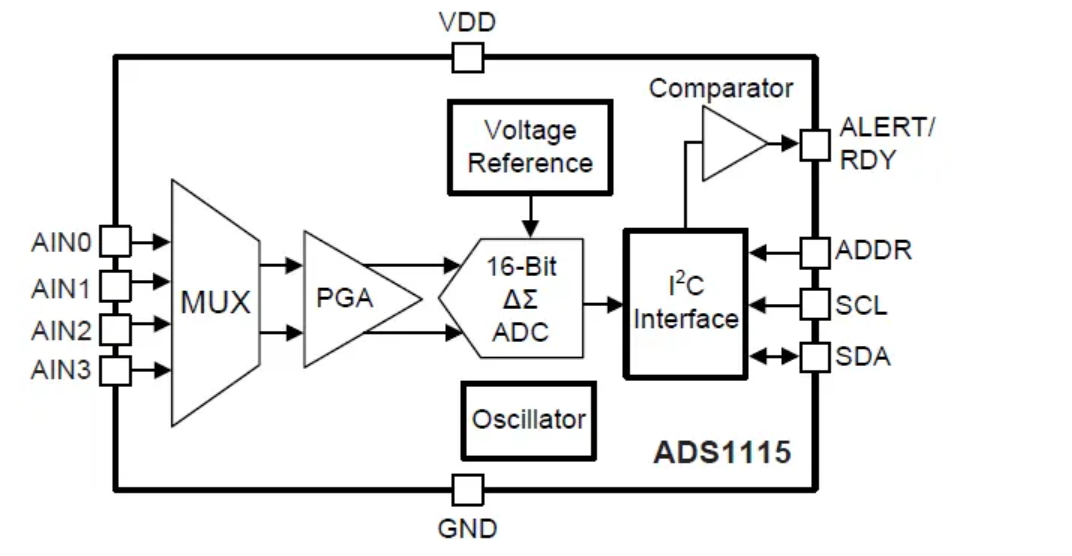 VDD
Comparator
Voltage
Reference
ALERT/
RDY
AIN0
AIN1
AIN2
AIN3
MUX
PGA
16-Bit
ΔΣ
ADC
I²C
Interface
ADDR
SCL
SDA
Oscillator
ADS1115
GND